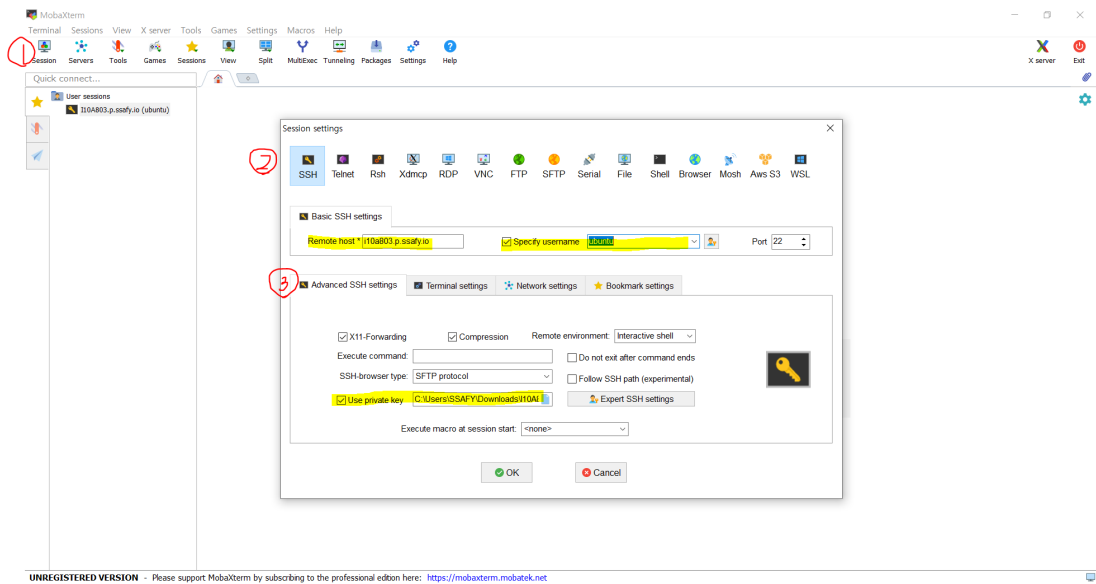 MobaXterm
Terminal Sessions View X server Tools Games Settings Macros Help
1
Session Servers Tools Games Sessions View Split MultiExec Tunneling Packages Settings Help X server Exit
Quick connect...
User sessions
I10A803.p.ssafy.io (ubuntu)
Session settings
2
SSH Telnet Rsh Xdmcp RDP VNC FTP SFTP Serial File Shell Browser Mosh Aws S3 WSL
Basic SSH settings
Remote host * i10a803.p.ssafy.io Specify username ubuntu Port 22
3
Advanced SSH settings Terminal settings Network settings Bookmark settings
X11-Forwarding Compression Remote environment: Interactive shell
Execute command: Do not exit after command ends
SSH-browser type: SFTP protocol Follow SSH path (experimental)
Use private key C:\Users\SSAFY\Downloads\I10A Expert SSH settings
Execute macro at session start: <none>
OK Cancel
UNREGISTERED VERSION - Please support MobaXterm by subscribing to the professional edition here: https://mobaxterm.mobatek.net